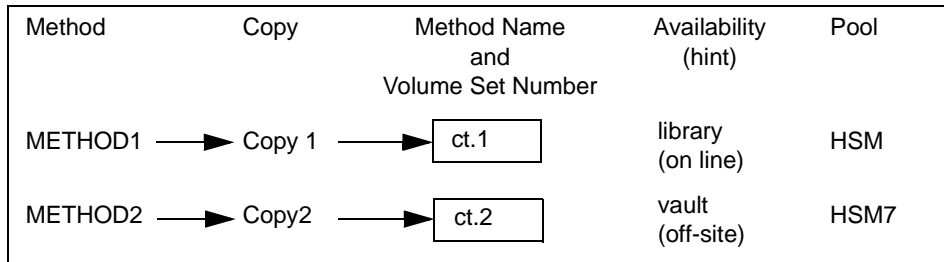 Method Copy Method Name and Volume Set Number Availability (hint) Pool
METHOD1 Copy 1 ct.1 library (on line) HSM
METHOD2 Copy2 ct.2 vault (off-site) HSM7